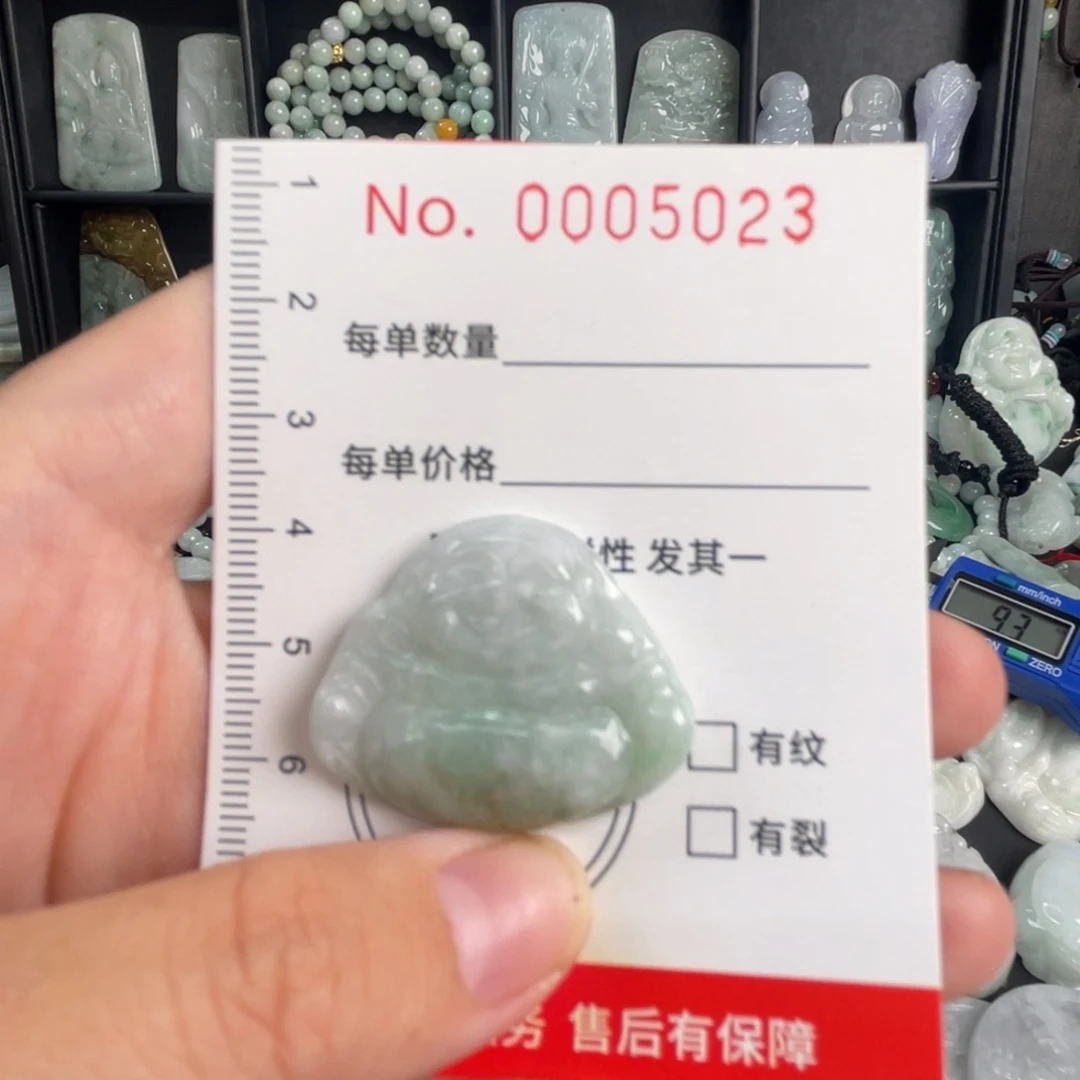 No. 0005023
1
2
3
4
5
6
每单数量
每单价格
性 发其一
有纹
有裂
售后有保障
mm/inch
93
ZERO